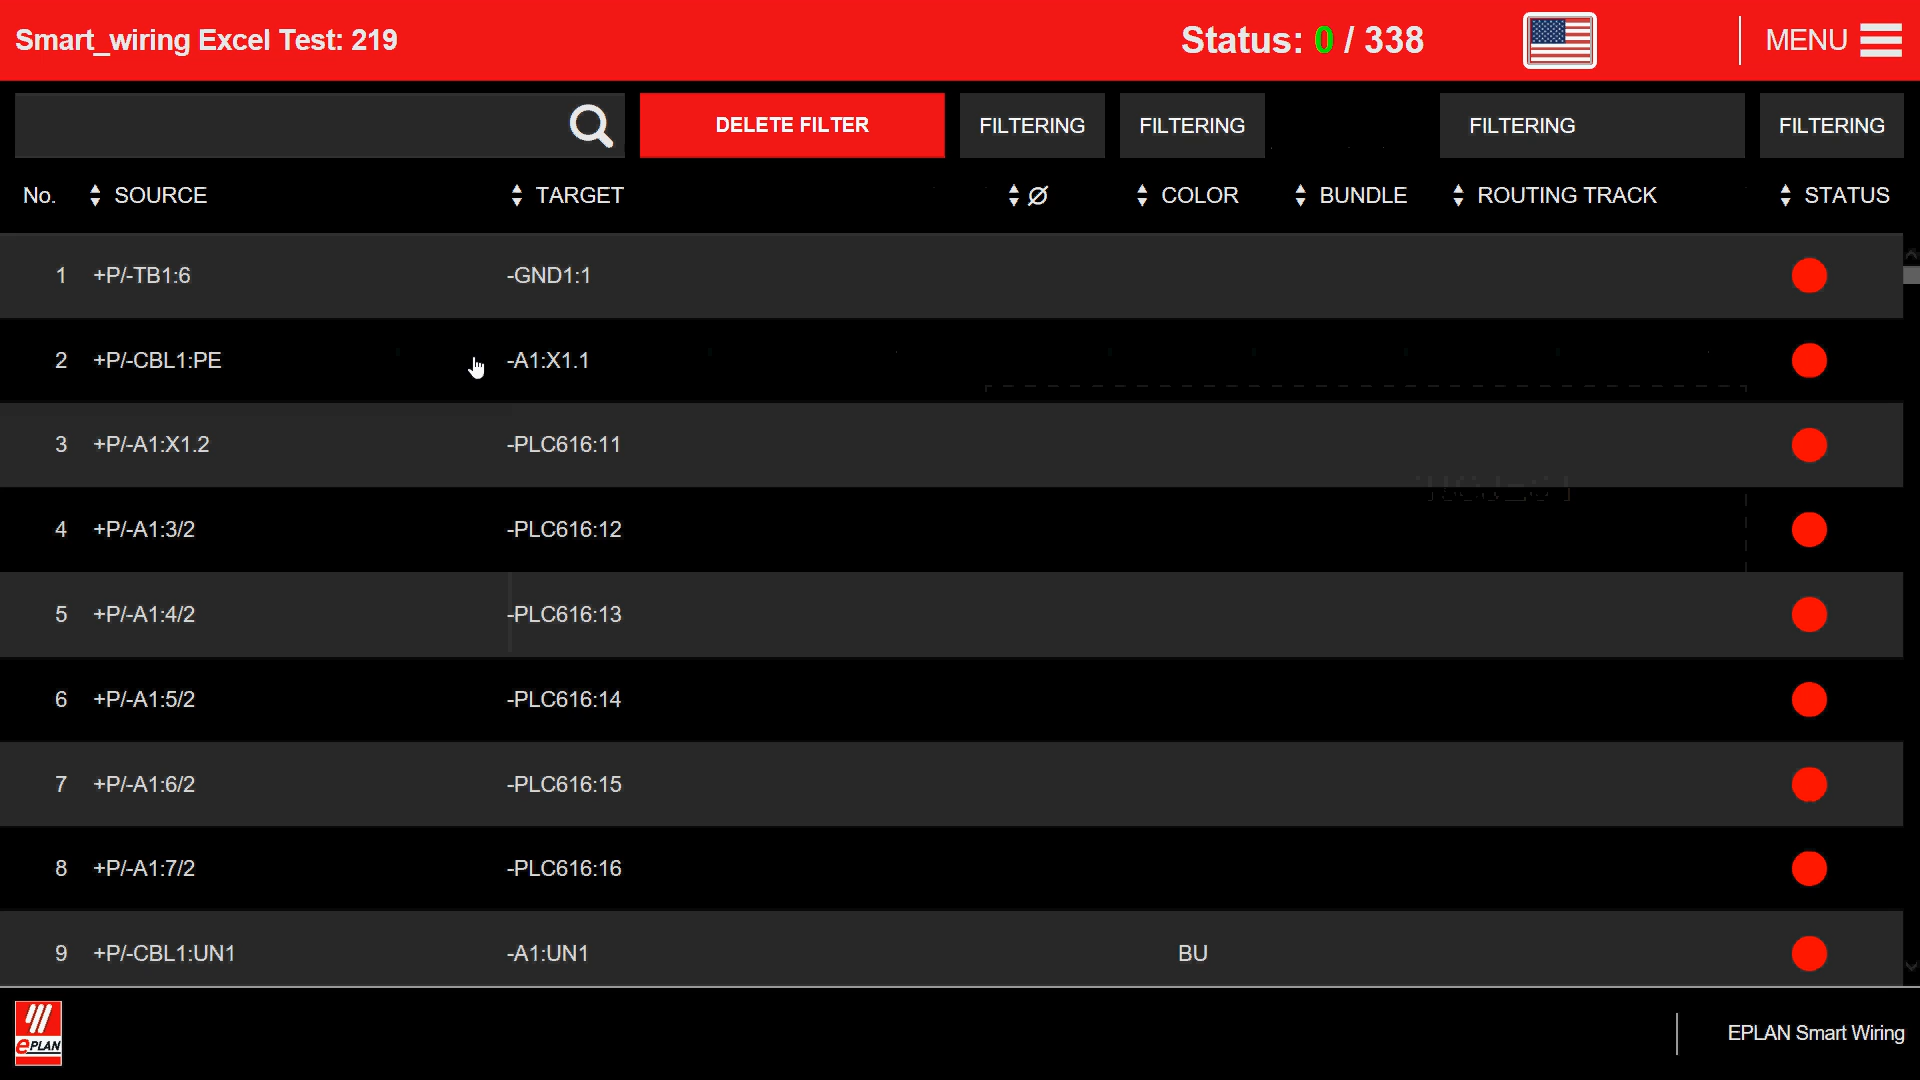 Smart_wiring Excel Test: 219 Status: 0 / 338 MENU
DELETE FILTER FILTERING FILTERING FILTERING FILTERING
No. SOURCE TARGET Ø COLOR BUNDLE ROUTING TRACK STATUS
1 +P/-TB1:6 -GND1:1
2 +P/-CBL1:PE -A1:X1.1
3 +P/-A1:X1.2 -PLC616:11
4 +P/-A1:3/2 -PLC616:12
5 +P/-A1:4/2 -PLC616:13
6 +P/-A1:5/2 -PLC616:14
7 +P/-A1:6/2 -PLC616:15
8 +P/-A1:7/2 -PLC616:16
9 +P/-CBL1:UN1 -A1:UN1 BU
ePLAN EPLAN Smart Wiring